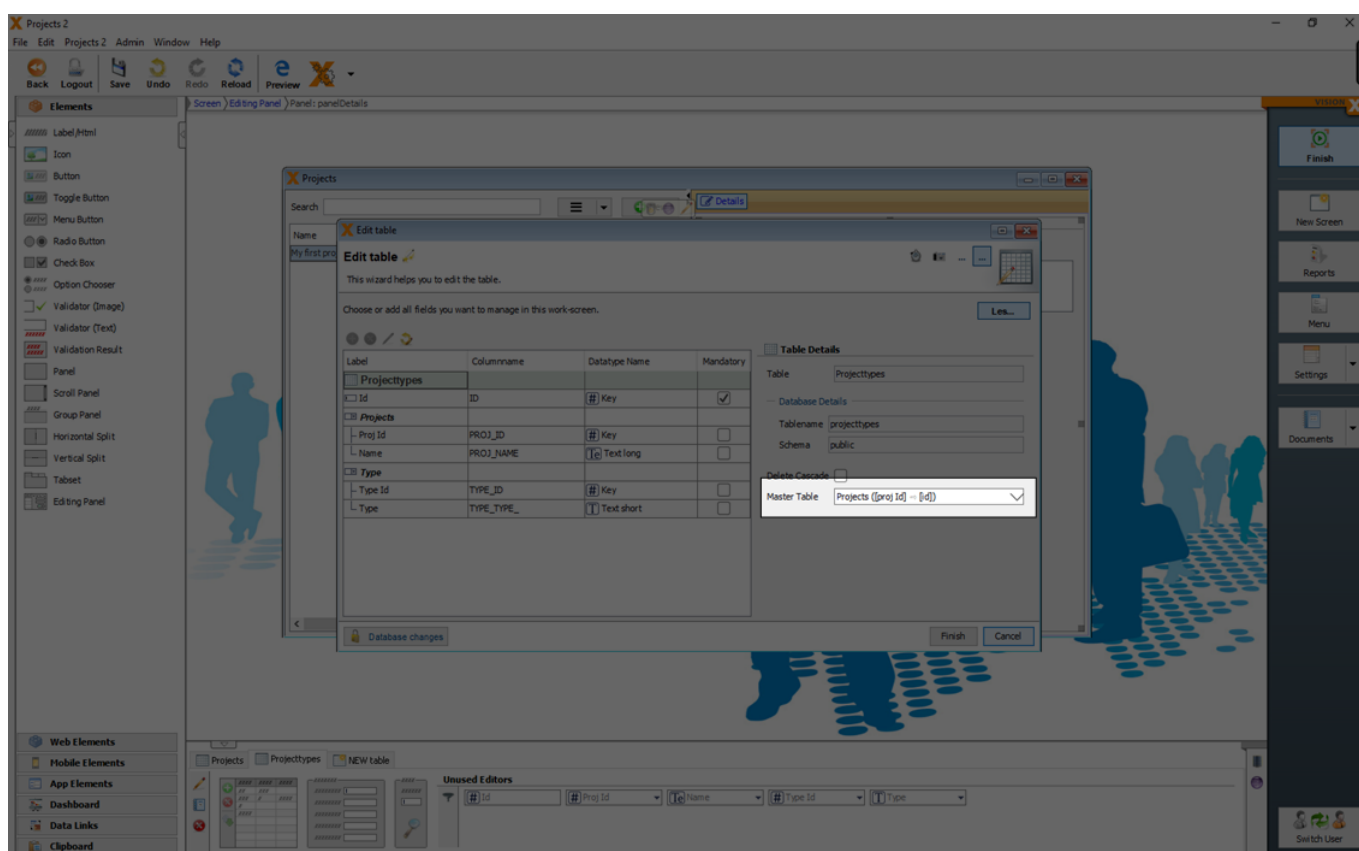 Projects 2
File Edit Projects 2 Admin Window Help
Back Logout Save Undo Redo Reload Preview
Elements
Screen Editing Panel Panel: panelDetails
VISION X
Label/Html
Icon
Button
Toggle Button
Menu Button
Radio Button
Check Box
Option Chooser
Validator (Image)
Validator (Text)
Validation Result
Panel
Scroll Panel
Group Panel
Horizontal Split
Vertical Split
Tabset
Editing Panel
Web Elements
Mobile Elements
App Elements
Dashboard
Data Links
Clipboard
Projects
Search
Details
Name
My first pro
Edit table
Edit table
This wizard helps you to edit the table.
Choose or add all fields you want to manage in this work-screen.
Les...
Label Columnname Datatype Name Mandatory
Projecttypes
Id ID # Key
Projects
Proj Id PROJ_ID # Key
Name PROJ_NAME Te Text long
Type
Type Id TYPE_ID # Key
Type TYPE_TYPE_ T Text short
Table Details
Table Projecttypes
Database Details
Tablename projecttypes
Schema public
Delete Cascade
Master Table Projects ([proj Id] → [id])
Database changes
Finish Cancel
Projects Projecttypes NEW table
Unused Editors
# Id # Proj Id Te Name # Type Id T Type
Finish
New Screen
Reports
Menu
Settings
Documents
Switch User